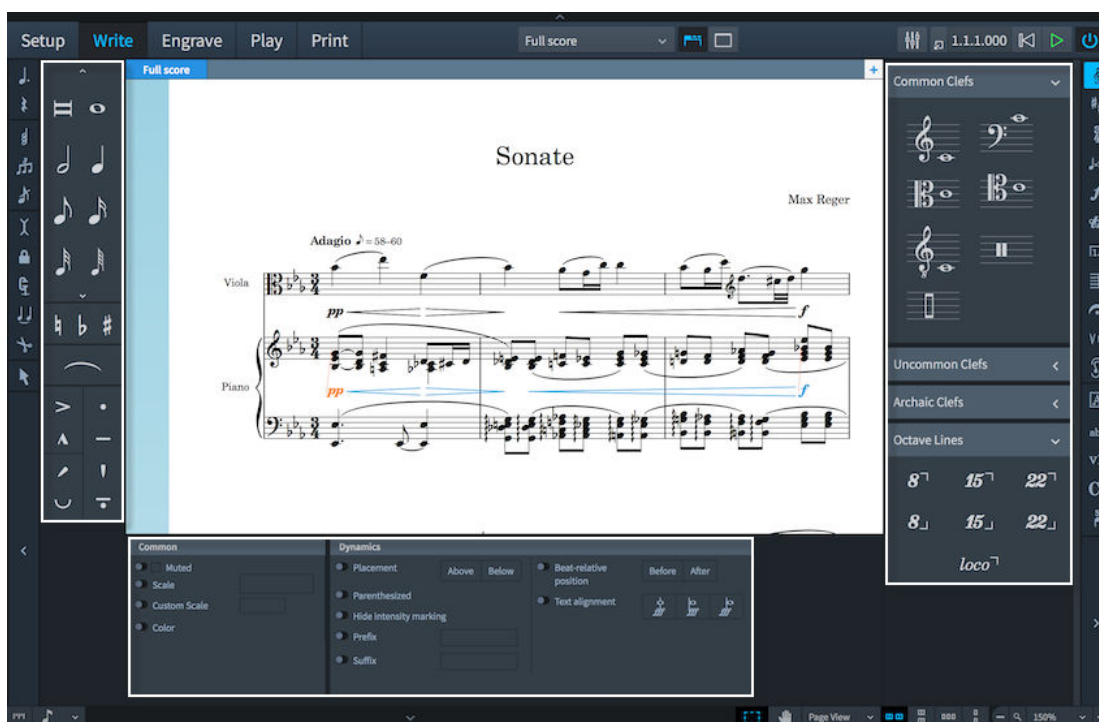 Setup Write Engrave Play Print Full score 1.1.1.000
Full score
Common Clefs
Sonate
Max Reger
Adagio ♪ = 58–60
Viola
pp f
Piano
pp f
Uncommon Clefs
Archaic Clefs
Octave Lines
8 15 22
8 15 22
loco
Common
Muted
Scale
Custom Scale
Color
Dynamics
Placement Above Below
Parenthesized
Hide intensity marking
Prefix
Suffix
Beat-relative
position Before After
Text alignment
Page View 150%